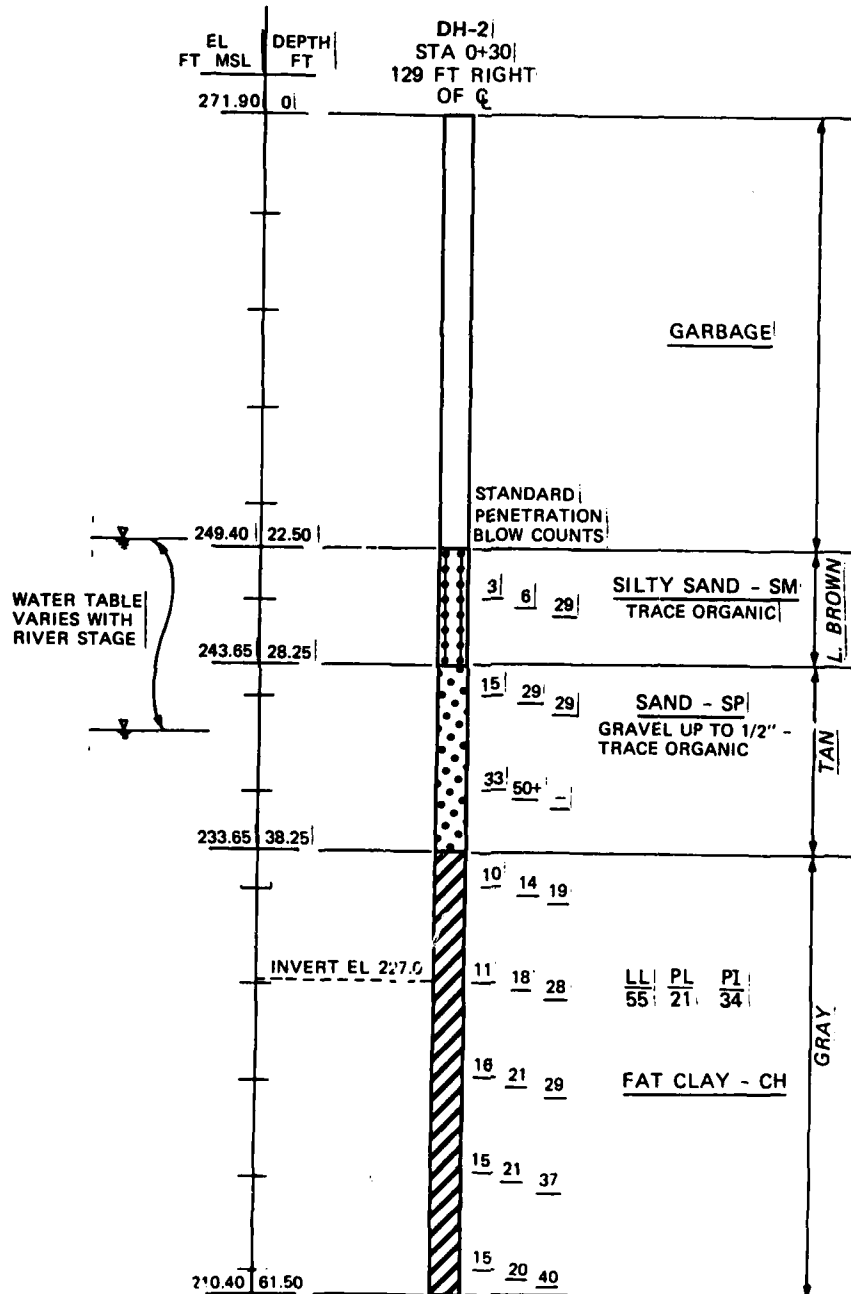 EL DEPTH
FT MSL FT
DH-2
STA 0+30
129 FT RIGHT
OF ℄
271.90 0
GARBAGE
STANDARD
PENETRATION
BLOW COUNTS
249.40 22.50
WATER TABLE
VARIES WITH
RIVER STAGE
3 6 29
SILTY SAND - SM
TRACE ORGANIC
L. BROWN
243.65 28.25
15 29 29
SAND - SP
GRAVEL UP TO 1/2" -
TRACE ORGANIC
TAN
33 50+ -
233.65 38.25
10 14 19
INVERT EL 227.0
11 18 28
LL PL PI
55 21 34
GRAY
16 21 29
FAT CLAY - CH
15 21 37
15 20 40
210.40 61.50